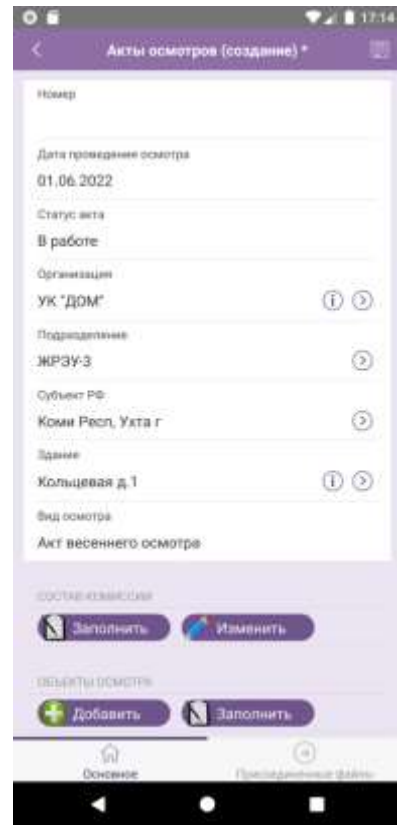 17:14
Акты осмотров (создание) *
Номер
Дата проведения осмотра
01.06.2022
Статус акта
В работе
Организация
УК "ДОМ"
Подразделение
ЖРЭУ-3
Субъект РФ
Коми Респ, Ухта г
Здание
Кольцевая д.1
Вид осмотра
Акт весеннего осмотра
СОСТАВ КОМИССИИ
Заполнить Изменить
ОБЪЕКТЫ ОСМОТРА
Добавить Заполнить
Основное Присоединенные файлы